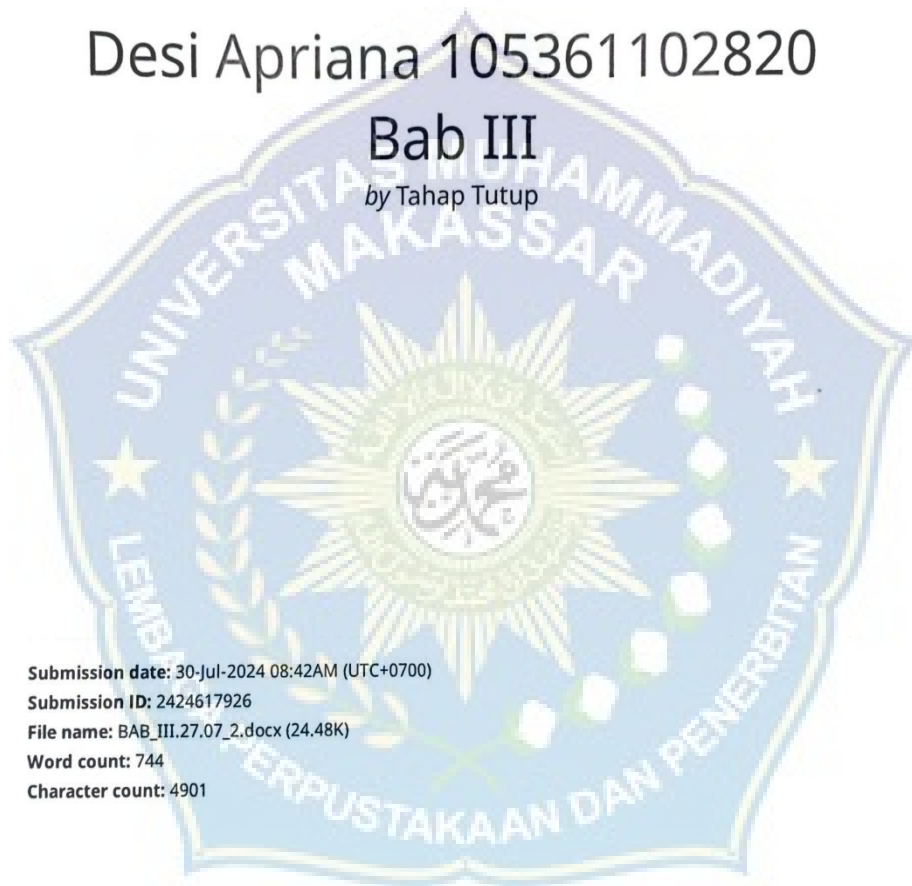 Desi Apriana 105361102820
Bab III
by Tahap Tutup
UNIVERSITAS MUHAMMADIYAH
MAKASSAR
LEMBAGA PERPUSTAKAAN DAN PENERBITAN
Submission date: 30-Jul-2024 08:42AM (UTC+0700)
Submission ID: 2424617926
File name: BAB_III.27.07_2.docx (24.48K)
Word count: 744
Character count: 4901